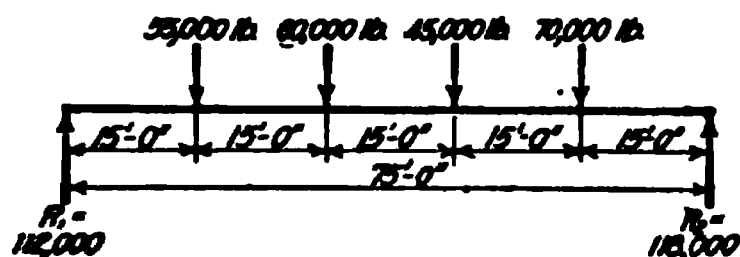 55,000 lb. 60,000 lb. 45,000 lb. 70,000 lb.
15'-0" 15'-0" 15'-0" 15'-0" 15'-0"
75'-0"
R₁= R₂=
112,000 118,000